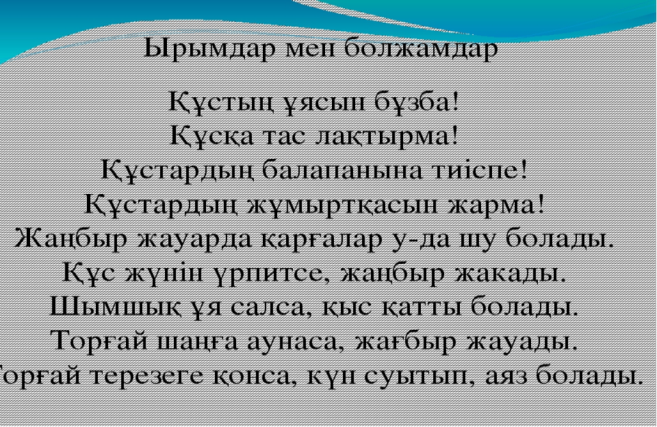 Ырымдар мен болжамдар
Құстың ұясын бұзба!
Құсқа тас лақтырма!
Құстардың балапанына тиіспе!
Құстардың жұмыртқасын жарма!
Жаңбыр жауарда қарғалар у-да шу болады.
Құс жүнін үрпитсе, жаңбыр жакады.
Шымшық ұя салса, қыс қатты болады.
Торғай шаңға аунаса, жағбыр жауады.
Торғай терезеге қонса, күн суытып, аяз болады.